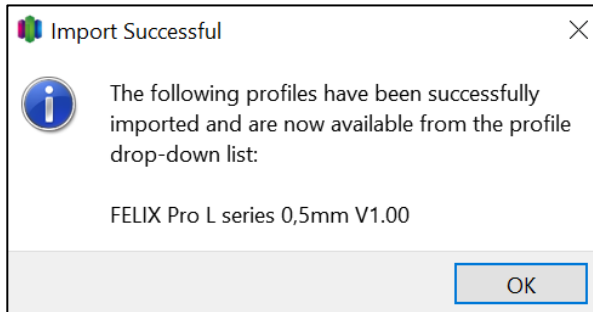 Import Successful
The following profiles have been successfully
imported and are now available from the profile
drop-down list:
FELIX Pro L series 0,5mm V1.00
OK